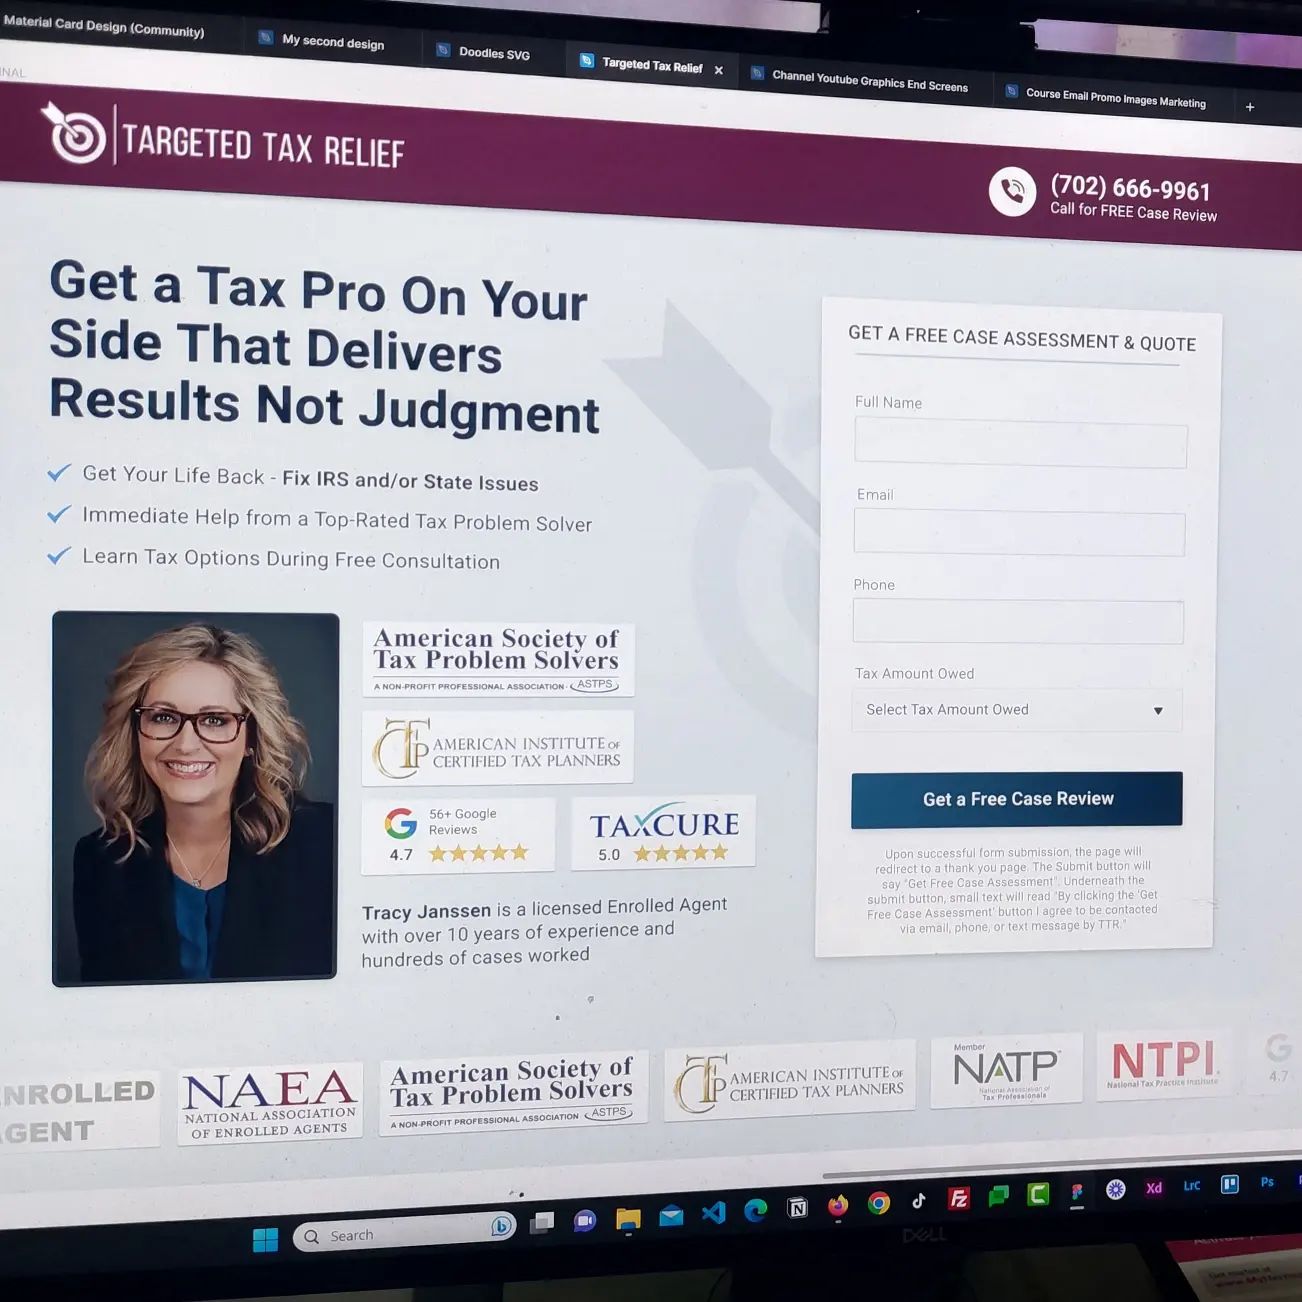 Material Card Design (Community)
My second design
Doodles SVG
Targeted Tax Relief
Channel Youtube Graphics End Screens
Course Email Promo Images Marketing
TARGETED TAX RELIEF
(702) 666-9961
Call for FREE Case Review
Get a Tax Pro On Your
Side That Delivers
Results Not Judgment
Get Your Life Back - Fix IRS and/or State Issues
Immediate Help from a Top-Rated Tax Problem Solver
Learn Tax Options During Free Consultation
American Society of
Tax Problem Solvers
A NON-PROFIT PROFESSIONAL ASSOCIATION - ASTPS
CTP AMERICAN INSTITUTE OF
CERTIFIED TAX PLANNERS
56+ Google
Reviews
4.7
TAXCURE
5.0
Tracy Janssen is a licensed Enrolled Agent
with over 10 years of experience and
hundreds of cases worked
GET A FREE CASE ASSESSMENT & QUOTE
Full Name
Email
Phone
Tax Amount Owed
Select Tax Amount Owed
Get a Free Case Review
Upon successful form submission, the page will
redirect to a thank you page. The Submit button will
say "Get Free Case Assessment". Underneath the
submit button, small text will read "By clicking the 'Get
Free Case Assessment' button I agree to be contacted
via email, phone, or text message by TTR."
NROLLED
GENT
NAEA
NATIONAL ASSOCIATION
OF ENROLLED AGENTS
American Society of
Tax Problem Solvers
A NON-PROFIT PROFESSIONAL ASSOCIATION - ASTPS
CTP AMERICAN INSTITUTE OF
CERTIFIED TAX PLANNERS
Member
NATP
National Association of
Tax Professionals
NTPI
National Tax Practice Institute
G
4.7
Search
Xd
LrC
Ps
DELL